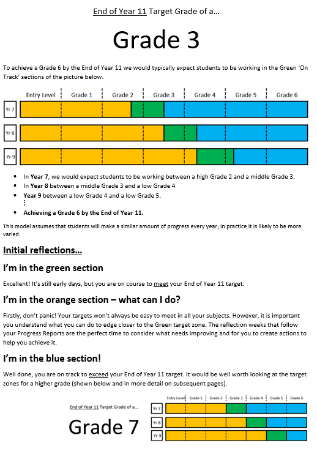 End of Year 11 Target Grade of a...
Grade 3
To achieve a Grade 6 by the End of Year 11 we would typically expect students to be working in the Green 'On
Track' sections of the picture below.
Entry Level Grade 1 Grade 2 Grade 3 Grade 4 Grade 5 Grade 6
Yr 7
Yr 8
Yr 9
• In Year 7, we would expect students to be working between a high Grade 2 and a middle Grade 3.
• In Year 8 between a middle Grade 3 and a low Grade 4
• Year 9 between a low Grade 4 and a low Grade 5.
⋮
• Achieving a Grade 6 by the End of Year 11.
This model assumes that students will make a similar amount of progress every year; in practice it is likely to be more
varied.
Initial reflections...
I'm in the green section
Excellent! It's still early days, but you are on course to meet your End of Year 11 target.
I'm in the orange section – what can I do?
Firstly, don't panic! Your targets won't always be easy to meet in all your subjects. However, it is important
you understand what you can do to edge closer to the Green target zone. The reflection weeks that follow
your Progress Reports are the perfect time to consider what needs improving and for you to create actions to
help you achieve it.
I'm in the blue section!
Well done, you are on track to exceed your End of Year 11 target. It would be well worth looking at the target
zones for a higher grade (shown below and in more detail on subsequent pages).
Entry Level Grade 1 Grade 2 Grade 3 Grade 4 Grade 5 Grade 6
End of Year 11 Target Grade of a...
Grade 7
Yr 7
Yr 8
Yr 9